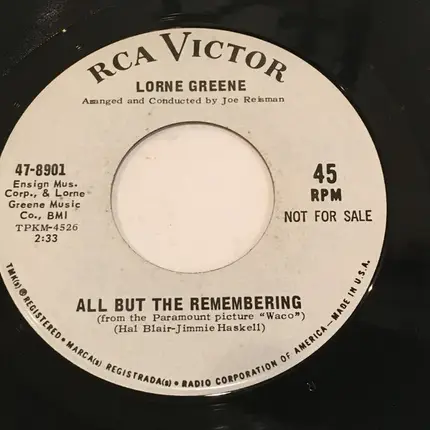 RCA VICTOR
LORNE GREENE
Arranged and Conducted by Joe Reisman
47-8901
Ensign Mus.
Corp., & Lorne
Greene Music
Co., BMI
TPKM-4526
2:33
45
RPM
NOT FOR SALE
ALL BUT THE REMEMBERING
(from the Paramount picture "Waco")
(Hal Blair-Jimmie Haskell)
TMK(s) ® REGISTERED • MARCA(s) REGISTRADA(s) • RADIO CORPORATION OF AMERICA—MADE IN U.S.A.